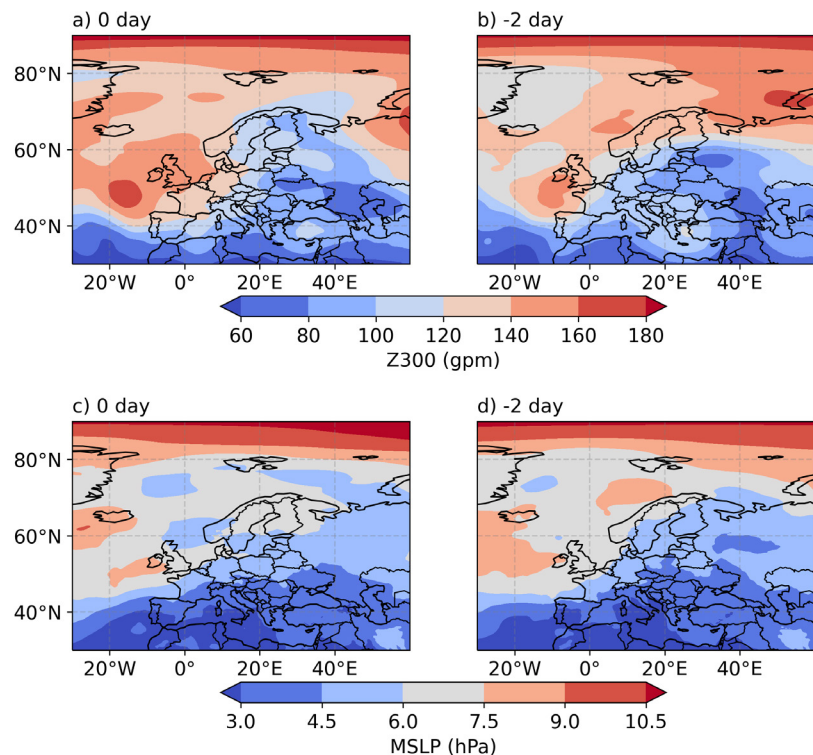 a) 0 day
b) -2 day
80°N
60°N
40°N
20°W 0° 20°E 40°E
20°W 0° 20°E 40°E
60 80 100 120 140 160 180
Z300 (gpm)
c) 0 day
d) -2 day
80°N
60°N
40°N
20°W 0° 20°E 40°E
20°W 0° 20°E 40°E
3.0 4.5 6.0 7.5 9.0 10.5
MSLP (hPa)